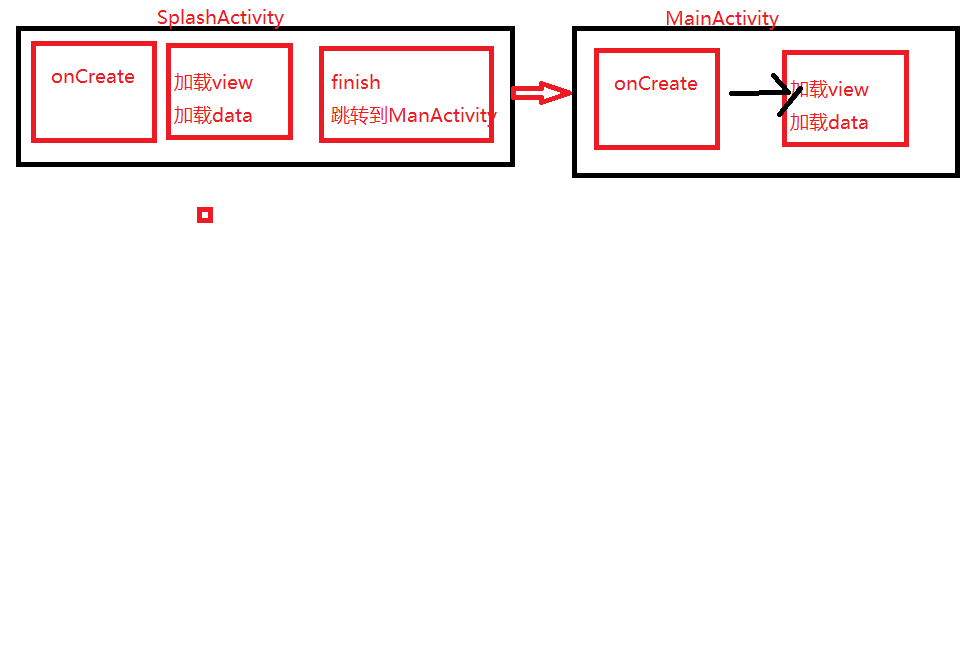 SplashActivity
onCreate
加载view
加载data
finish
跳转到ManActivity
MainActivity
onCreate
加载view
加载data